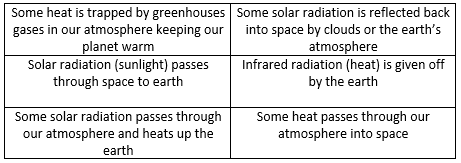 Some heat is trapped by greenhouses
gases in our atmosphere keeping our
planet warm
Some solar radiation is reflected back
into space by clouds or the earth's
atmosphere
Solar radiation (sunlight) passes
through space to earth
Infrared radiation (heat) is given off
by the earth
Some solar radiation passes through
our atmosphere and heats up the
earth
Some heat passes through our
atmosphere into space